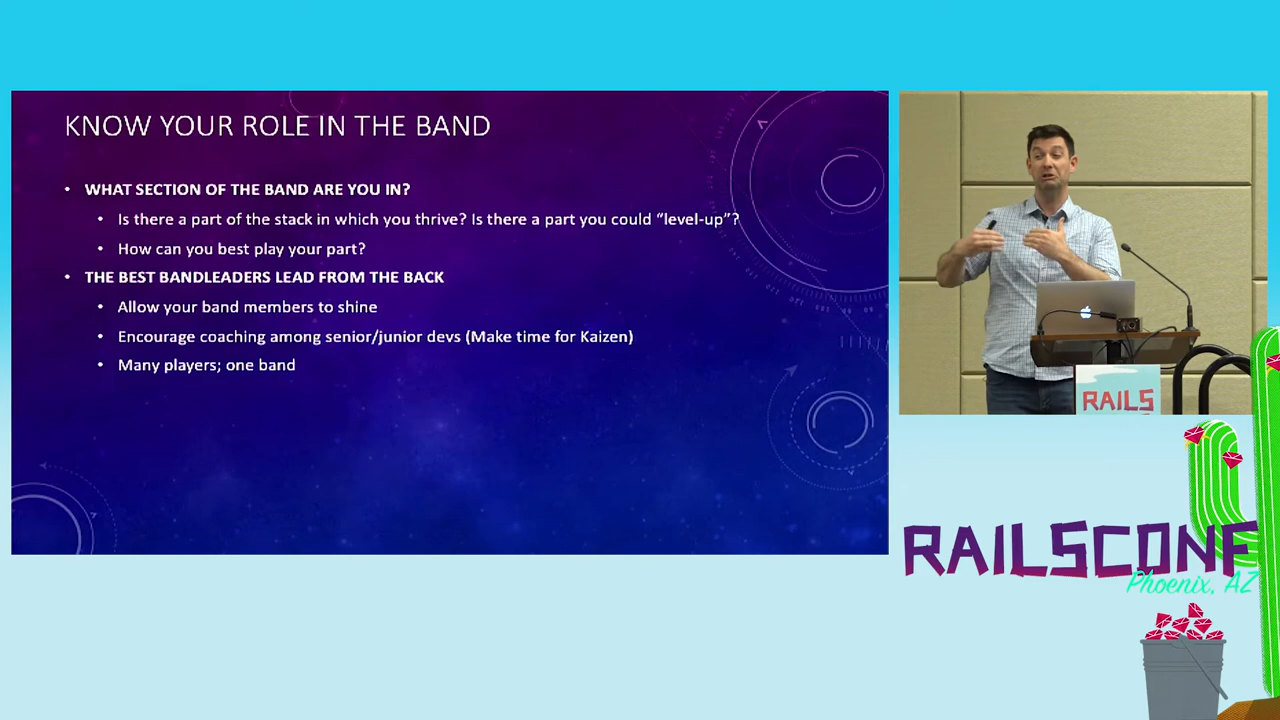 KNOW YOUR ROLE IN THE BAND
• WHAT SECTION OF THE BAND ARE YOU IN?
• Is there a part of the stack in which you thrive? Is there a part you could “level-up”?
• How can you best play your part?
• THE BEST BANDLEADERS LEAD FROM THE BACK
• Allow your band members to shine
• Encourage coaching among senior/junior devs (Make time for Kaizen)
• Many players; one band
RAILS
RAILSCONF
Phoenix, AZ